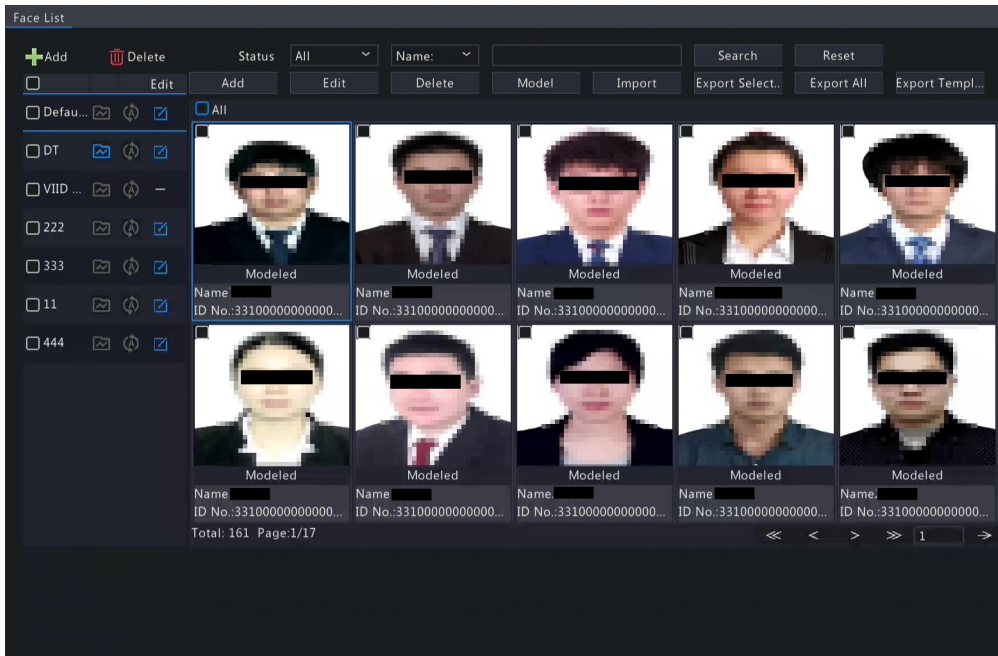 Face List
Add Delete Status All Name: Search Reset
Edit Add Edit Delete Model Import Export Select.. Export All Export Templ...
Defau... All
DT
VIID ...
222
333
11
444
Modeled Modeled Modeled Modeled Modeled
Name Name Name Name Name
ID No.:33100000000000... ID No.:33100000000000... ID No.:33100000000000... ID No.:33100000000000... ID No.:33100000000000...
Modeled Modeled Modeled Modeled Modeled
Name Name Name Name Name
ID No.:33100000000000... ID No.:33100000000000... ID No.:33100000000000... ID No.:33100000000000... ID No.:33100000000000...
Total: 161 Page:1/17 1